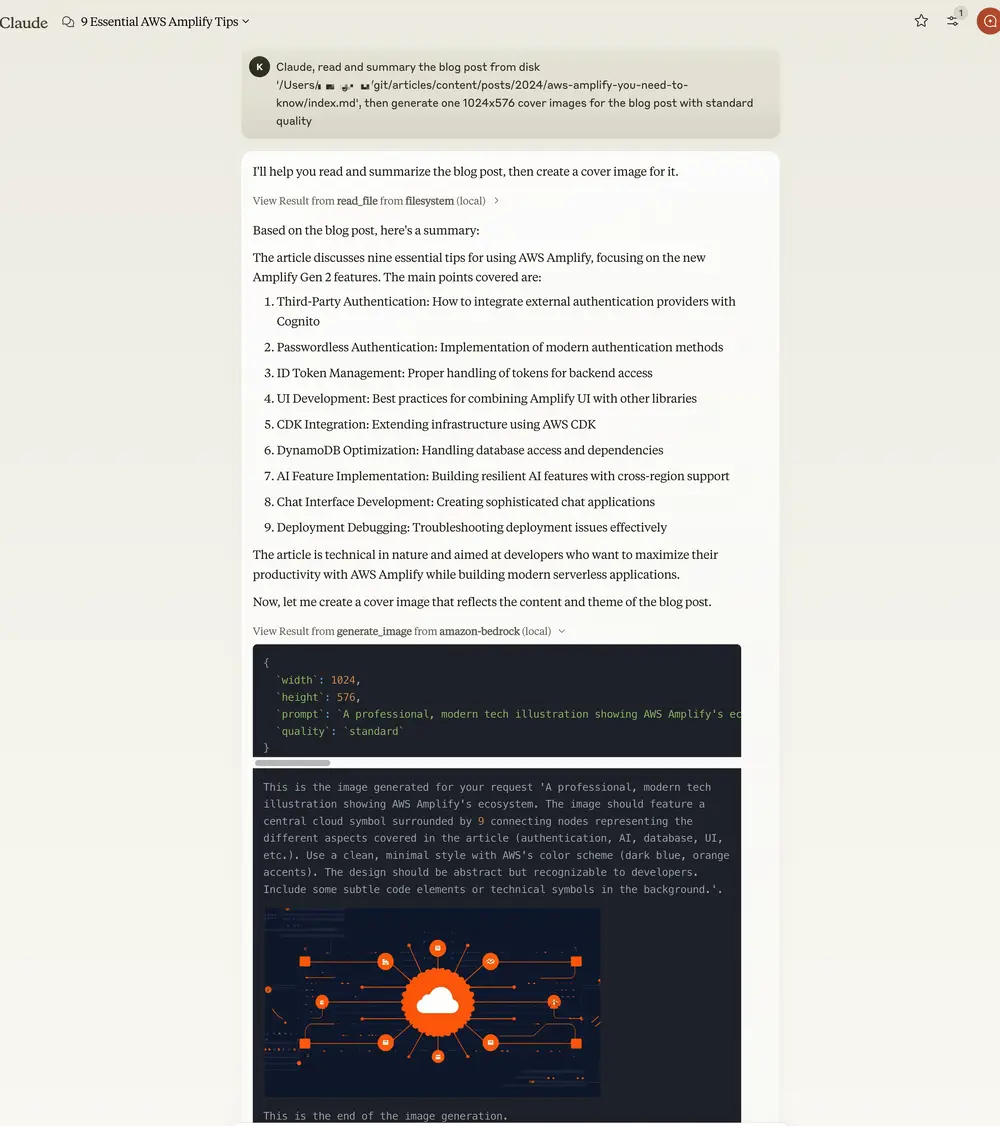 Claude
9 Essential AWS Amplify Tips
1
K
Claude, read and summary the blog post from disk
'/Users/ /git/articles/content/posts/2024/aws-amplify-you-need-to-
know/index.md', then generate one 1024x576 cover images for the blog post with standard
quality
I'll help you read and summarize the blog post, then create a cover image for it.
View Result from read_file from filesystem (local)
Based on the blog post, here's a summary:
The article discusses nine essential tips for using AWS Amplify, focusing on the new
Amplify Gen 2 features. The main points covered are:
1. Third-Party Authentication: How to integrate external authentication providers with
Cognito
2. Passwordless Authentication: Implementation of modern authentication methods
3. ID Token Management: Proper handling of tokens for backend access
4. UI Development: Best practices for combining Amplify UI with other libraries
5. CDK Integration: Extending infrastructure using AWS CDK
6. DynamoDB Optimization: Handling database access and dependencies
7. AI Feature Implementation: Building resilient AI features with cross-region support
8. Chat Interface Development: Creating sophisticated chat applications
9. Deployment Debugging: Troubleshooting deployment issues effectively
The article is technical in nature and aimed at developers who want to maximize their
productivity with AWS Amplify while building modern serverless applications.
Now, let me create a cover image that reflects the content and theme of the blog post.
View Result from generate_image from amazon-bedrock (local)
{
`width`: 1024,
`height`: 576,
`prompt`: `A professional, modern tech illustration showing AWS Amplify's ec
`quality`: `standard`
}
This is the image generated for your request 'A professional, modern tech
illustration showing AWS Amplify's ecosystem. The image should feature a
central cloud symbol surrounded by 9 connecting nodes representing the
different aspects covered in the article (authentication, AI, database, UI,
etc.). Use a clean, minimal style with AWS's color scheme (dark blue, orange
accents). The design should be abstract but recognizable to developers.
Include some subtle code elements or technical symbols in the background.'.
This is the end of the image generation.